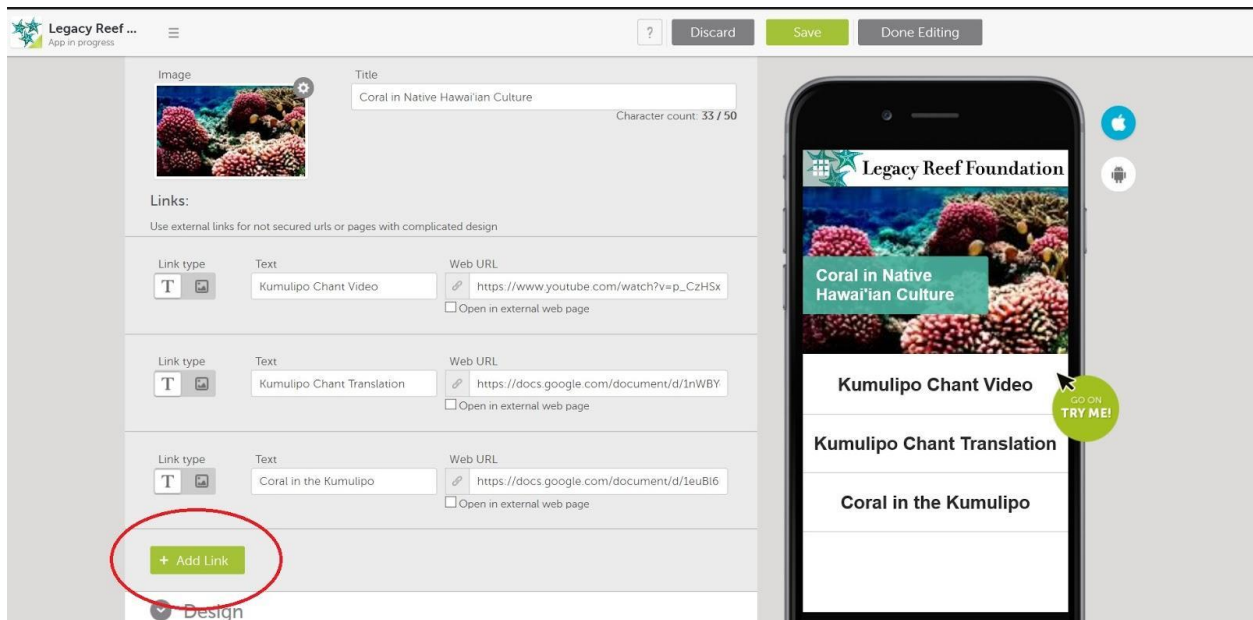 Legacy Reef ...
App in progress
?
Discard
Save
Done Editing
Image
Title
Coral in Native Hawai'ian Culture
Character count: 33 / 50
Links:
Use external links for not secured urls or pages with complicated design
Link type
Text
Web URL
T
Kumulipo Chant Video
https://www.youtube.com/watch?v=p_CzHSx
Open in external web page
Link type
Text
Web URL
T
Kumulipo Chant Translation
https://docs.google.com/document/d/1nWBY
Open in external web page
Link type
Text
Web URL
T
Coral in the Kumulipo
https://docs.google.com/document/d/1euBl6
Open in external web page
+ Add Link
Design
Legacy Reef Foundation
Coral in Native
Hawai'ian Culture
Kumulipo Chant Video
GO ON
TRY ME!
Kumulipo Chant Translation
Coral in the Kumulipo